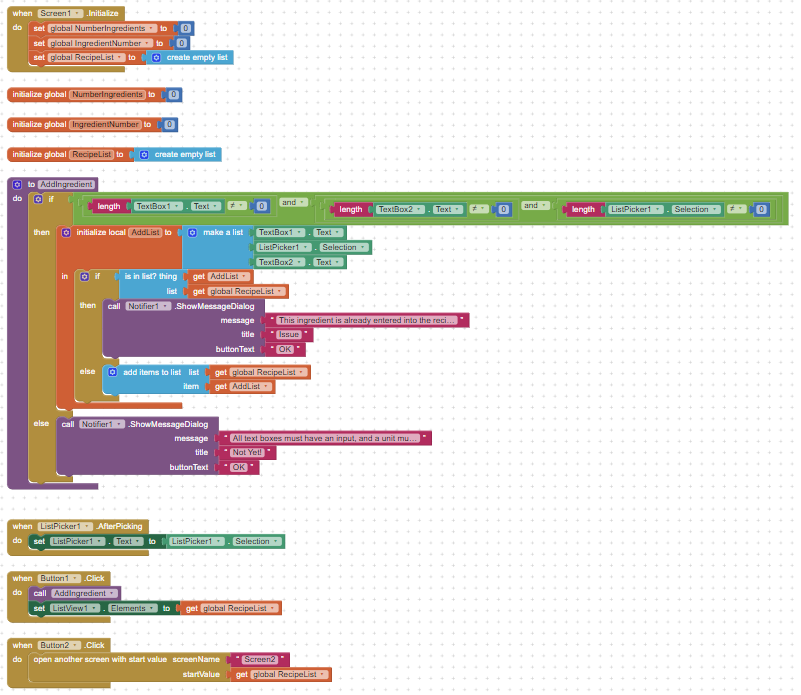 when Screen1 .Initialize
do set global NumberIngredients to 0
set global IngredientNumber to 0
set global RecipeList to create empty list
initialize global NumberIngredients to 0
initialize global IngredientNumber to 0
initialize global RecipeList to create empty list
to AddIngredient
do if length TextBox1 . Text ≠ 0 and length TextBox2 . Text ≠ 0 and length ListPicker1 . Selection ≠ 0
then initialize local AddList to make a list TextBox1 . Text
ListPicker1 . Selection
TextBox2 . Text
in if is in list? thing get AddList
list get global RecipeList
then call Notifier1 .ShowMessageDialog
message " This ingredient is already entered into the reci... "
title " Issue "
buttonText " OK "
else add items to list list get global RecipeList
item get AddList
else call Notifier1 .ShowMessageDialog
message " All text boxes must have an input, and a unit mu... "
title " Not Yet! "
buttonText " OK "
when ListPicker1 .AfterPicking
do set ListPicker1 . Text to ListPicker1 . Selection
when Button1 .Click
do call AddIngredient
set ListView1 . Elements to get global RecipeList
when Button2 .Click
do open another screen with start value screenName " Screen2 "
startValue get global RecipeList